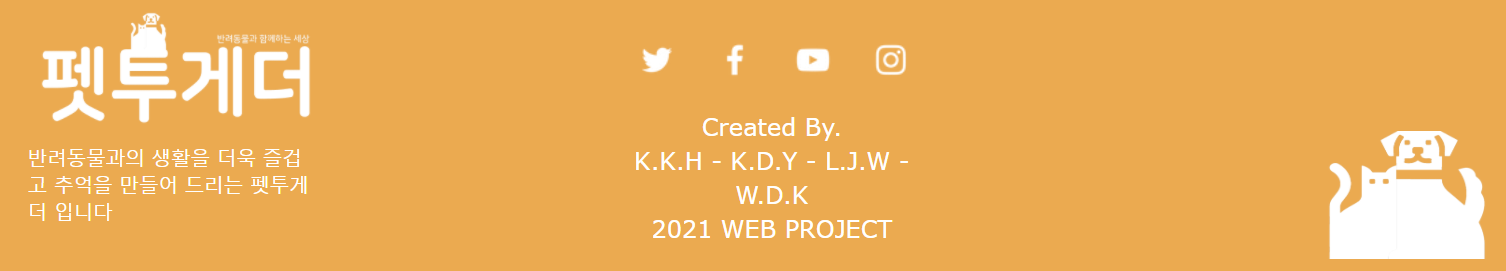 반려동물과 함께하는 세상
펫투게더
반려동물과의 생활을 더욱 즐겁
고 추억을 만들어 드리는 펫투게
더 입니다
Created By.
K.K.H - K.D.Y - L.J.W -
W.D.K
2021 WEB PROJECT